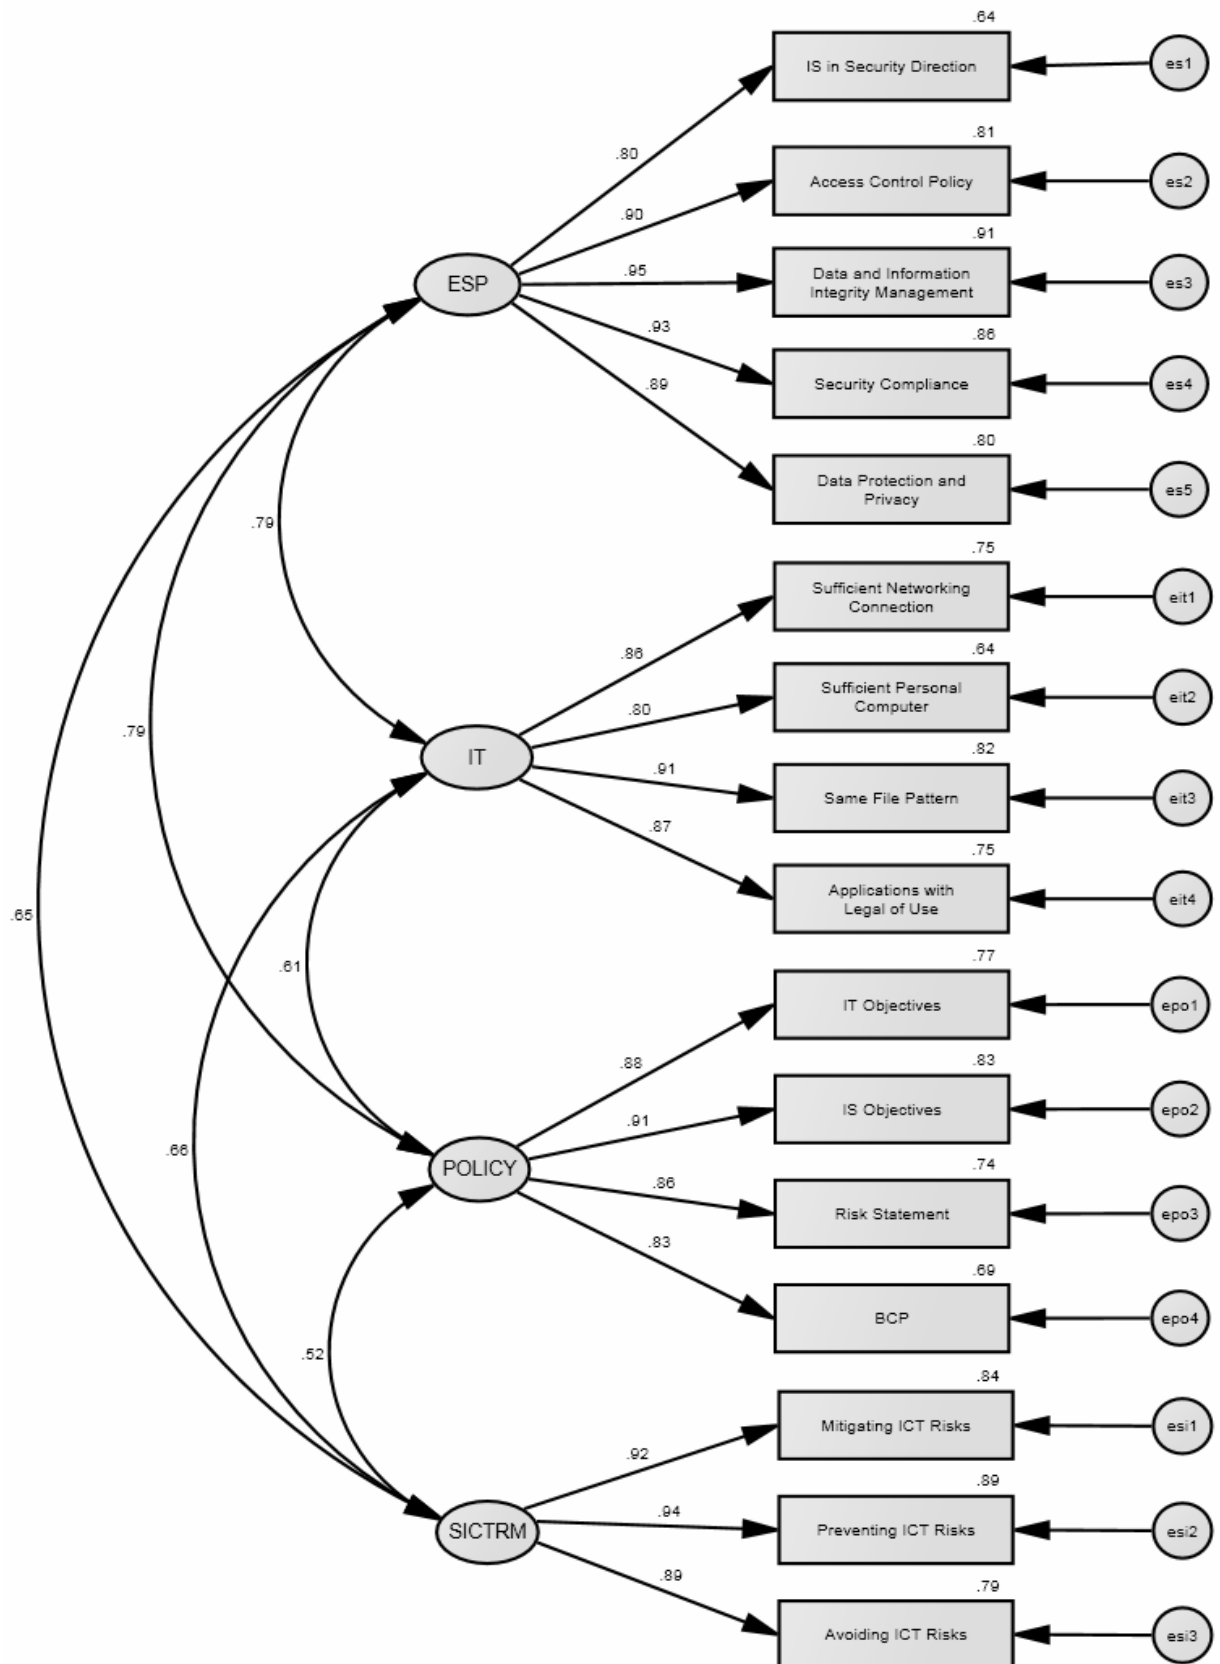 .64
IS in Security Direction
es1
.80
.81
Access Control Policy
es2
.90
.91
Data and Information
Integrity Management
es3
.95
ESP
.93
.86
Security Compliance
es4
.89
.80
Data Protection and
Privacy
es5
.79
.75
Sufficient Networking
Connection
eit1
.86
.64
Sufficient Personal
Computer
eit2
.80
.79
IT
.91
.82
Same File Pattern
eit3
.87
.75
Applications with
Legal of Use
eit4
.65
.61
.77
IT Objectives
epo1
.88
.83
IS Objectives
epo2
.91
.66
POLICY
.86
.74
Risk Statement
epo3
.83
.69
BCP
epo4
.52
.84
Mitigating ICT Risks
esi1
.92
.89
Preventing ICT Risks
esi2
.94
SICTRM
.89
.79
Avoiding ICT Risks
esi3